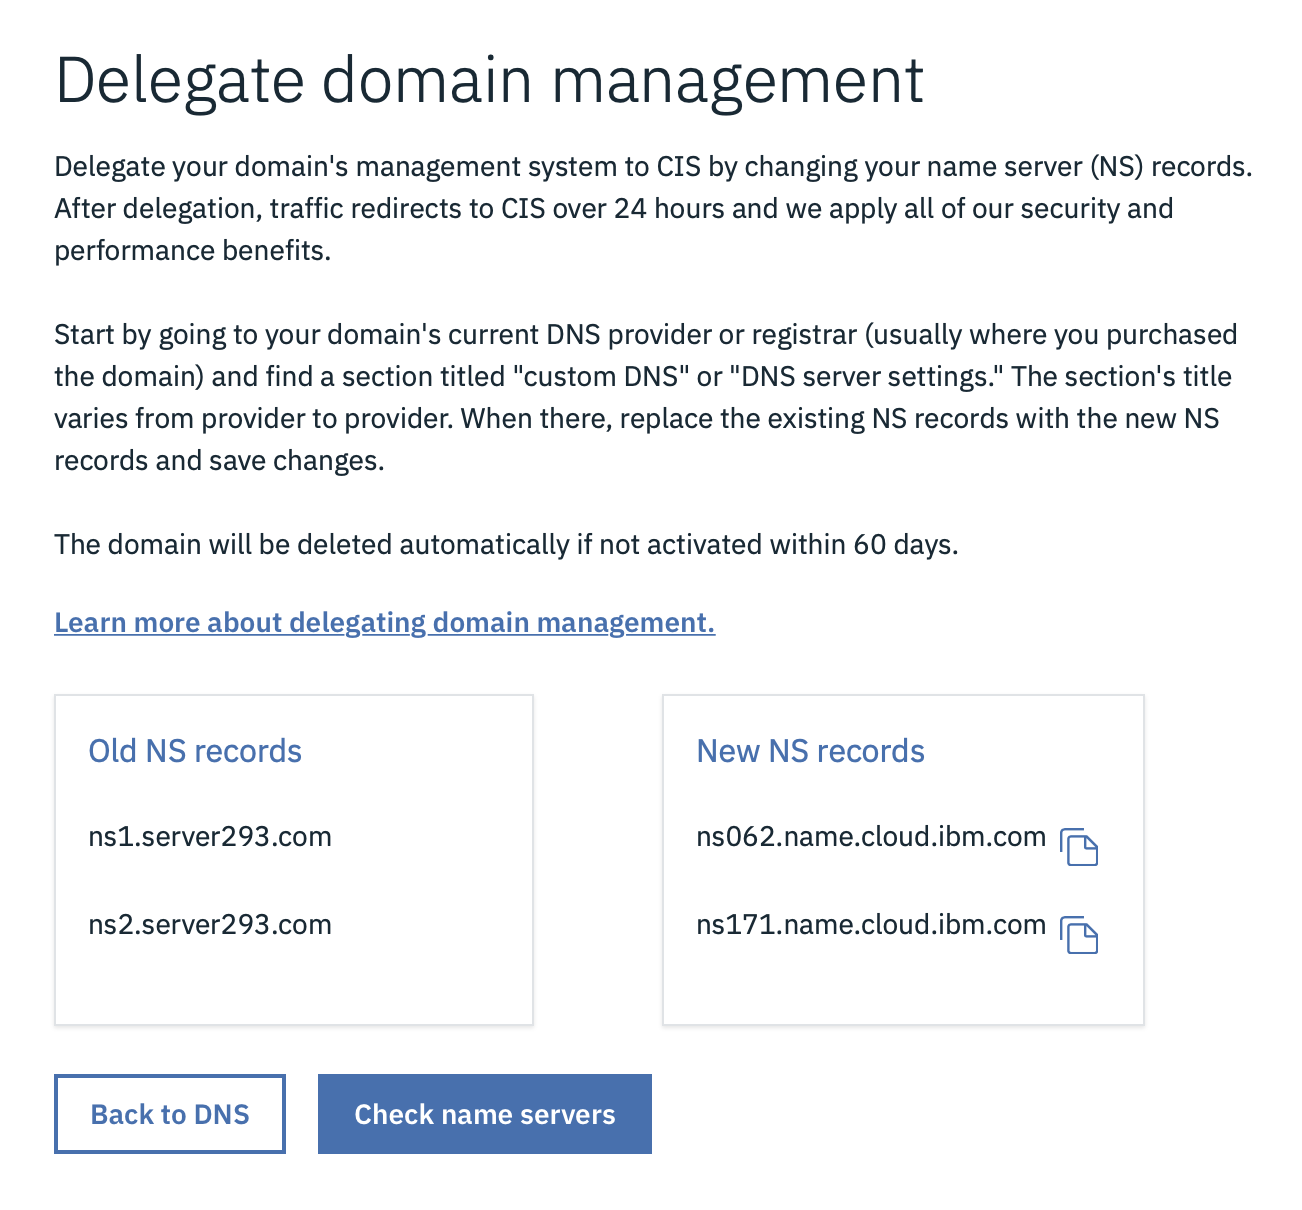 Delegate domain management
Delegate your domain's management system to CIS by changing your name server (NS) records.
After delegation, traffic redirects to CIS over 24 hours and we apply all of our security and
performance benefits.
Start by going to your domain's current DNS provider or registrar (usually where you purchased
the domain) and find a section titled "custom DNS" or "DNS server settings." The section's title
varies from provider to provider. When there, replace the existing NS records with the new NS
records and save changes.
The domain will be deleted automatically if not activated within 60 days.
Learn more about delegating domain management.
Old NS records
ns1.server293.com
ns2.server293.com
New NS records
ns062.name.cloud.ibm.com
ns171.name.cloud.ibm.com
Back to DNS
Check name servers